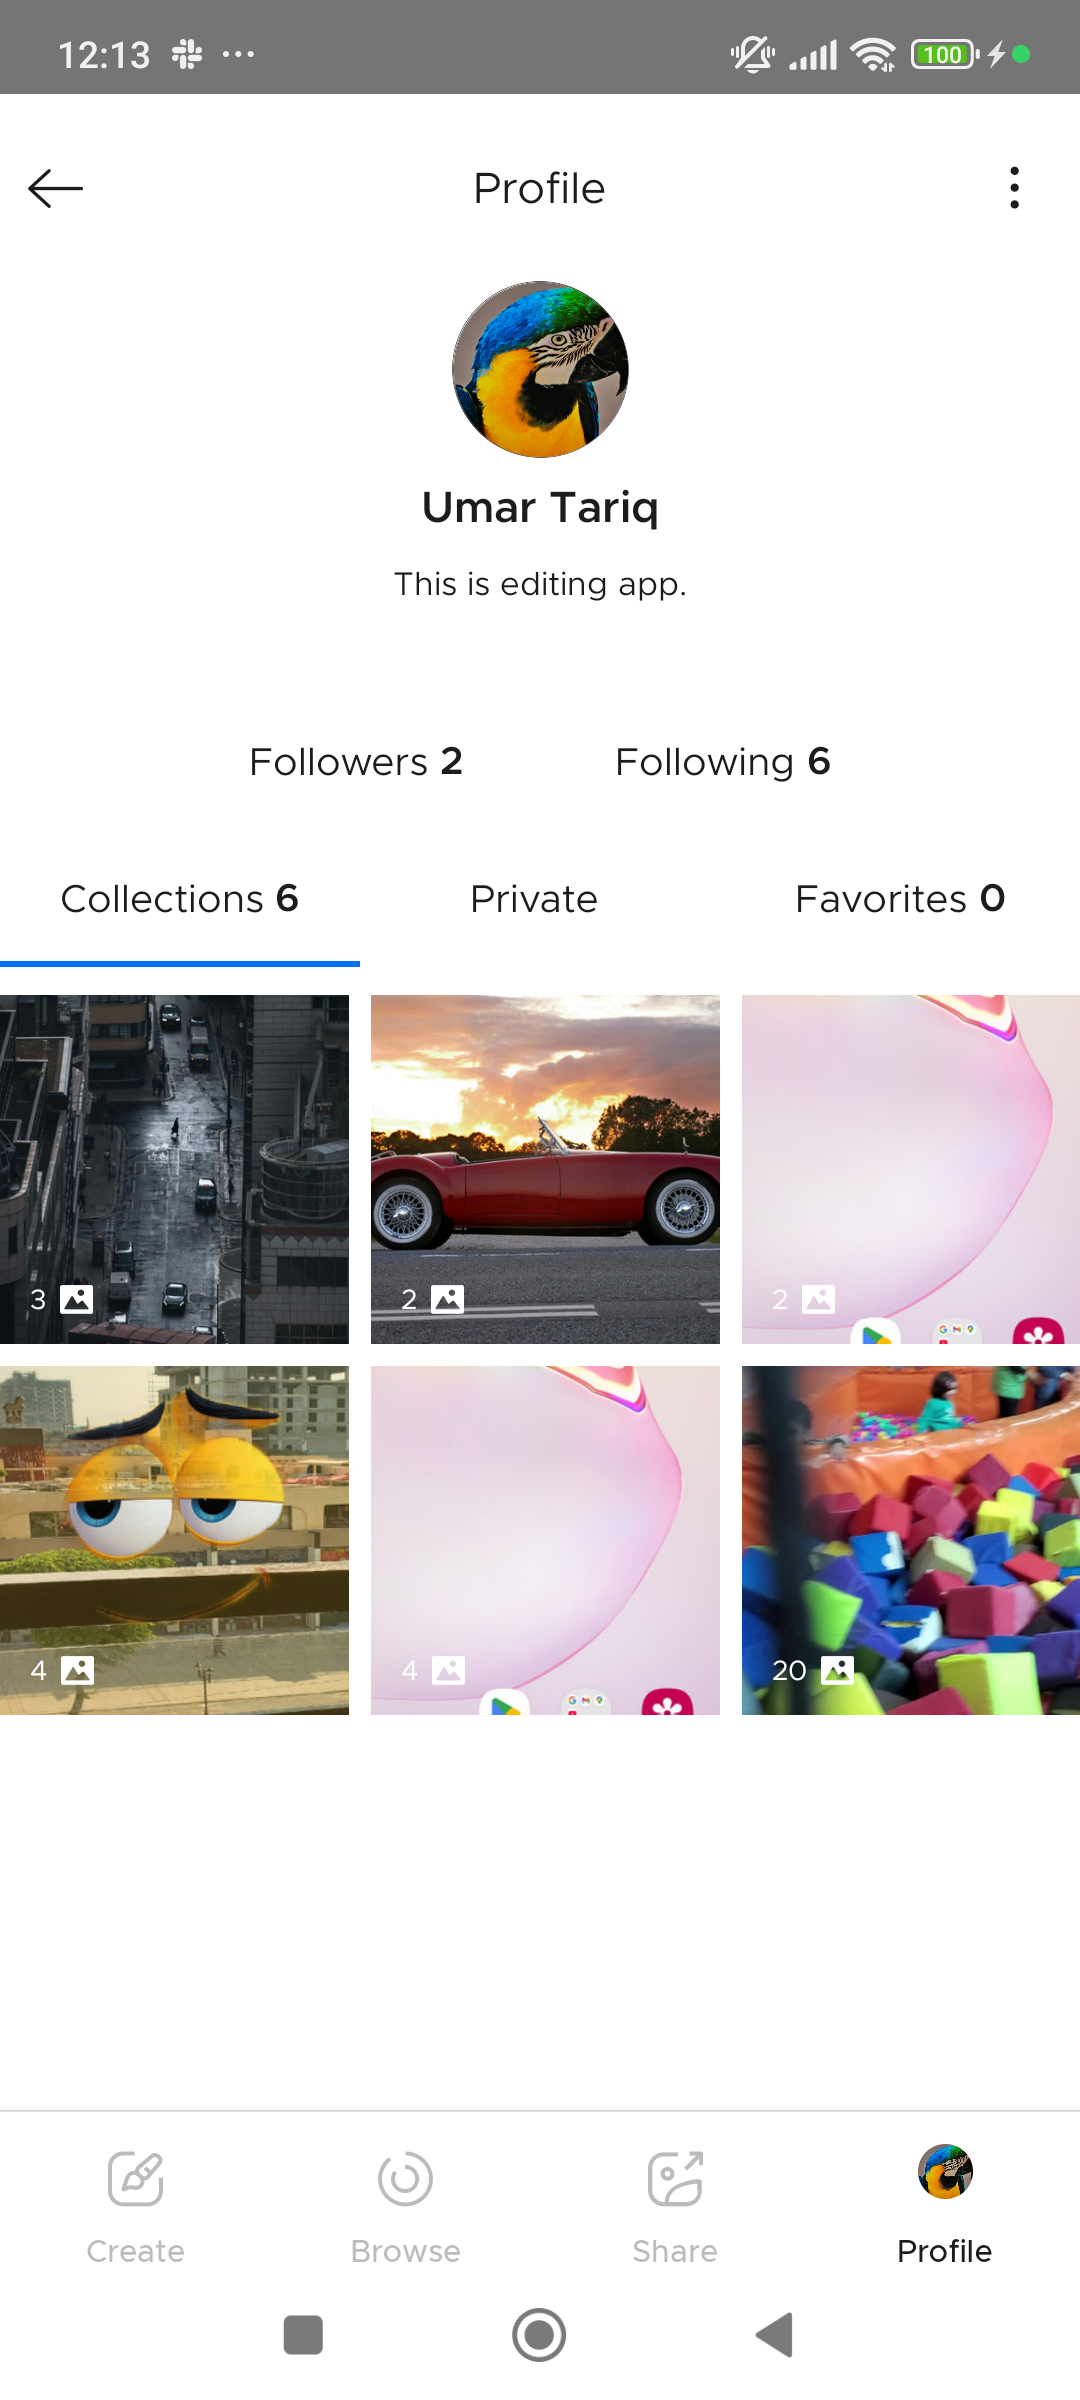 12:13
100
Profile
Umar Tariq
This is editing app.
Followers 2
Following 6
Collections 6
Private
Favorites 0
3
2
2
4
4
20
Create
Browse
Share
Profile